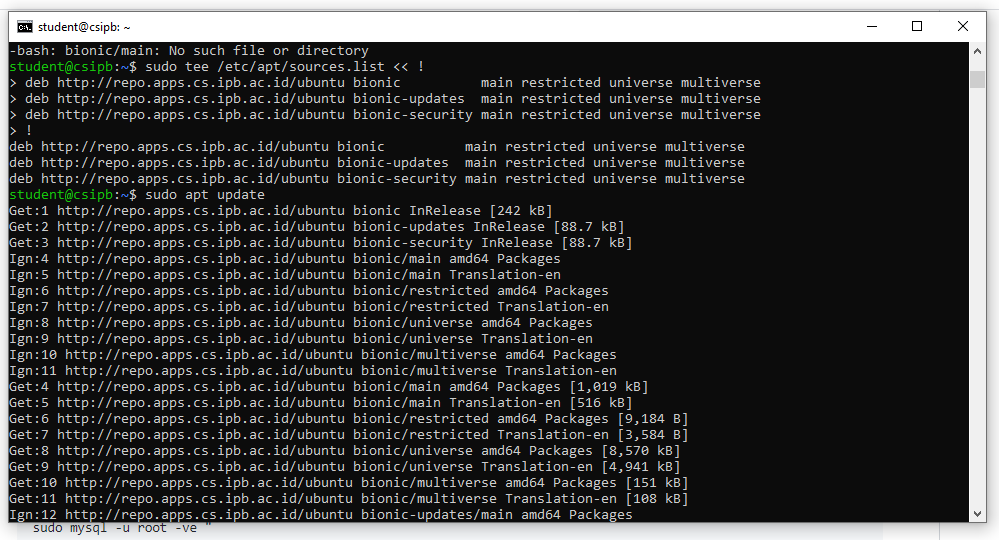 student@csipb: ~
-bash: bionic/main: No such file or directory
student@csipb:~$ sudo tee /etc/apt/sources.list << !
> deb http://repo.apps.cs.ipb.ac.id/ubuntu bionic          main restricted universe multiverse
> deb http://repo.apps.cs.ipb.ac.id/ubuntu bionic-updates  main restricted universe multiverse
> deb http://repo.apps.cs.ipb.ac.id/ubuntu bionic-security main restricted universe multiverse
> !
deb http://repo.apps.cs.ipb.ac.id/ubuntu bionic          main restricted universe multiverse
deb http://repo.apps.cs.ipb.ac.id/ubuntu bionic-updates  main restricted universe multiverse
deb http://repo.apps.cs.ipb.ac.id/ubuntu bionic-security main restricted universe multiverse
student@csipb:~$ sudo apt update
Get:1 http://repo.apps.cs.ipb.ac.id/ubuntu bionic InRelease [242 kB]
Get:2 http://repo.apps.cs.ipb.ac.id/ubuntu bionic-updates InRelease [88.7 kB]
Get:3 http://repo.apps.cs.ipb.ac.id/ubuntu bionic-security InRelease [88.7 kB]
Ign:4 http://repo.apps.cs.ipb.ac.id/ubuntu bionic/main amd64 Packages
Ign:5 http://repo.apps.cs.ipb.ac.id/ubuntu bionic/main Translation-en
Ign:6 http://repo.apps.cs.ipb.ac.id/ubuntu bionic/restricted amd64 Packages
Ign:7 http://repo.apps.cs.ipb.ac.id/ubuntu bionic/restricted Translation-en
Ign:8 http://repo.apps.cs.ipb.ac.id/ubuntu bionic/universe amd64 Packages
Ign:9 http://repo.apps.cs.ipb.ac.id/ubuntu bionic/universe Translation-en
Ign:10 http://repo.apps.cs.ipb.ac.id/ubuntu bionic/multiverse amd64 Packages
Ign:11 http://repo.apps.cs.ipb.ac.id/ubuntu bionic/multiverse Translation-en
Get:4 http://repo.apps.cs.ipb.ac.id/ubuntu bionic/main amd64 Packages [1,019 kB]
Get:5 http://repo.apps.cs.ipb.ac.id/ubuntu bionic/main Translation-en [516 kB]
Get:6 http://repo.apps.cs.ipb.ac.id/ubuntu bionic/restricted amd64 Packages [9,184 B]
Get:7 http://repo.apps.cs.ipb.ac.id/ubuntu bionic/restricted Translation-en [3,584 B]
Get:8 http://repo.apps.cs.ipb.ac.id/ubuntu bionic/universe amd64 Packages [8,570 kB]
Get:9 http://repo.apps.cs.ipb.ac.id/ubuntu bionic/universe Translation-en [4,941 kB]
Get:10 http://repo.apps.cs.ipb.ac.id/ubuntu bionic/multiverse amd64 Packages [151 kB]
Get:11 http://repo.apps.cs.ipb.ac.id/ubuntu bionic/multiverse Translation-en [108 kB]
Ign:12 http://repo.apps.cs.ipb.ac.id/ubuntu bionic-updates/main amd64 Packages
sudo mysql -u root -ve "